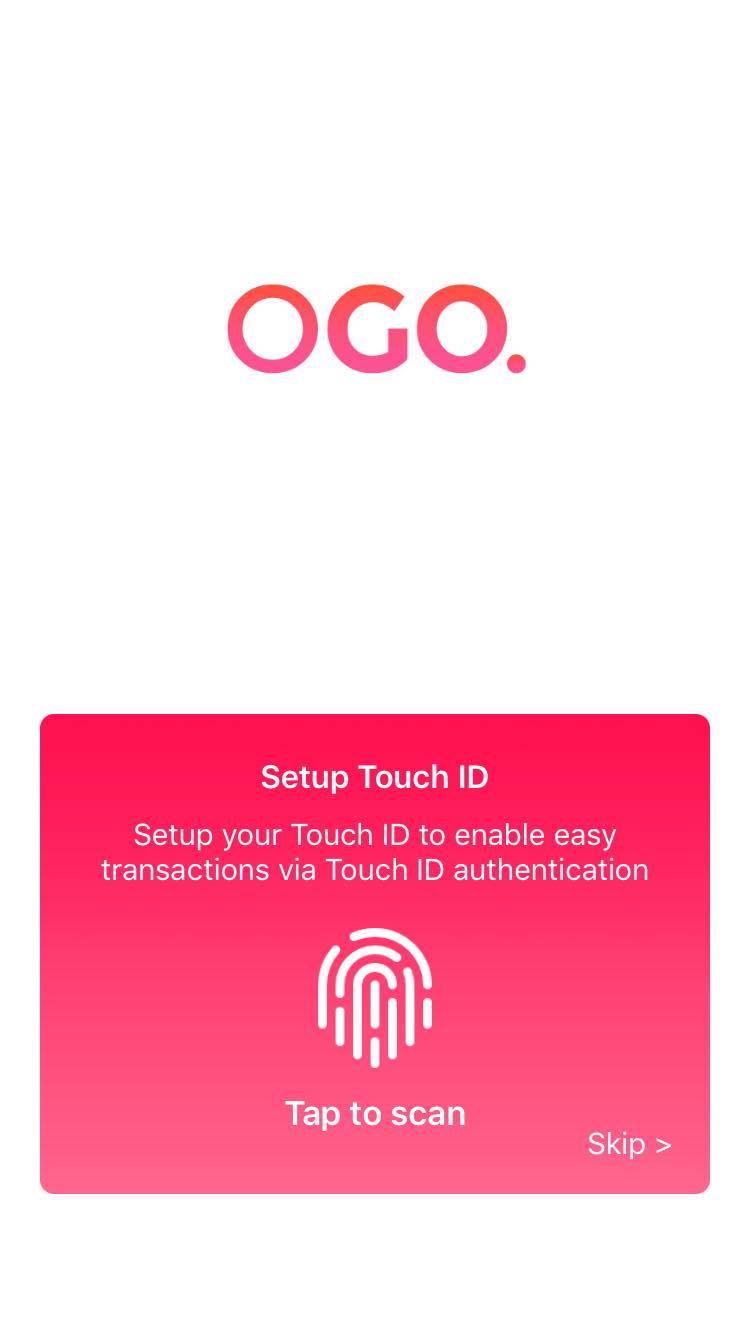 OGO.
Setup Touch ID
Setup your Touch ID to enable easy
transactions via Touch ID authentication
Tap to scan
Skip >